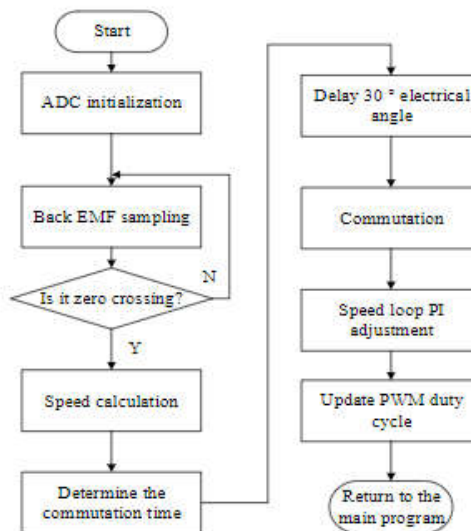 Start
ADC initialization
Back EMF sampling
Is it zero crossing?
N
Y
Speed calculation
Determine the
commutation time
Delay 30 ° electrical
angle
Commutation
Speed loop PI
adjustment
Update PWM duty
cycle
Return to the
main program